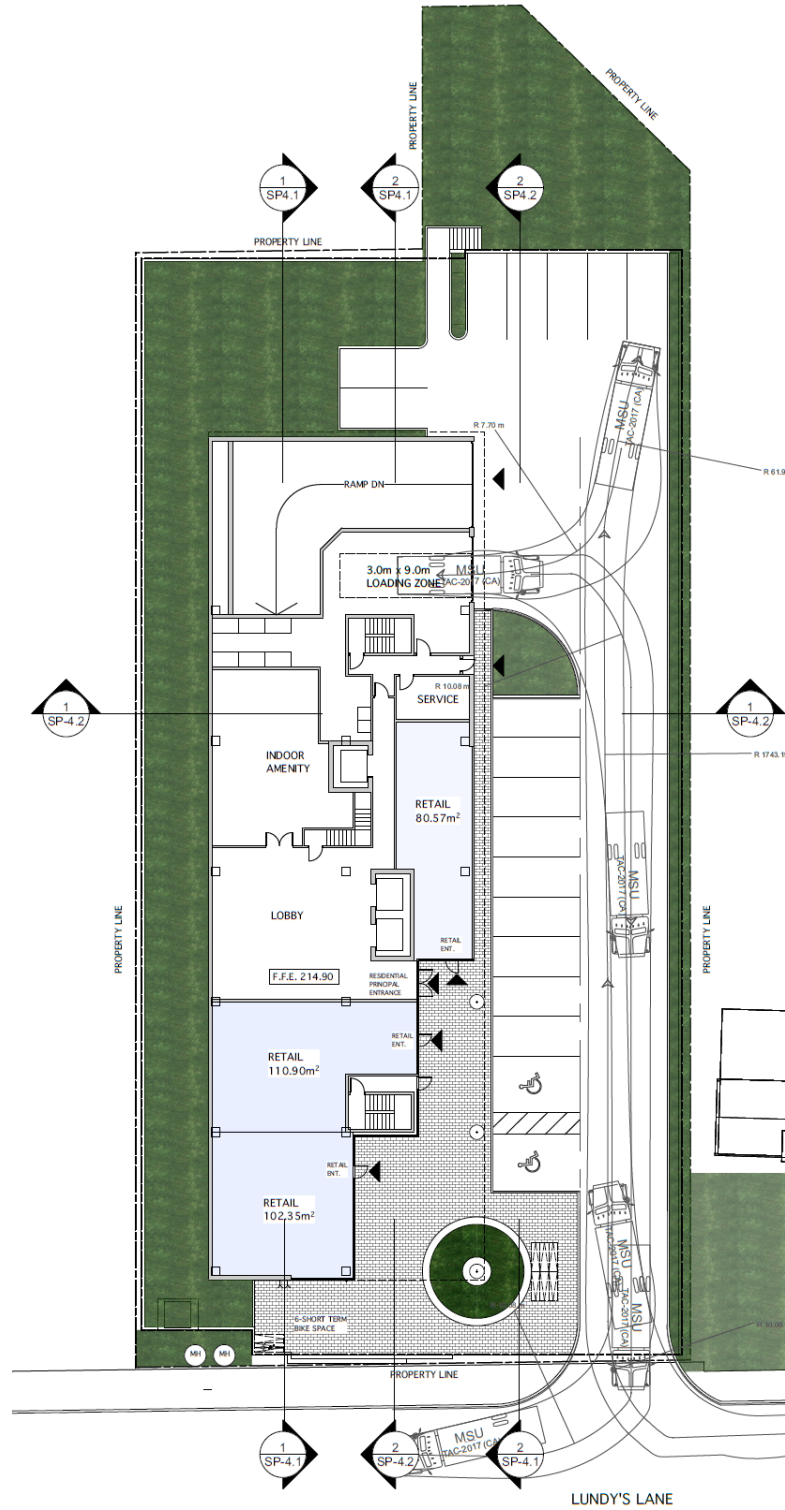 PROPERTY LINE
PROPERTY LINE
1
SP4.1
2
SP4.1
2
SP4.2
PROPERTY LINE
MSU
TAC-2017 (CA)
R 7.70 m
R 61.9
RAMP DN
3.0m x 9.0m
LOADING ZONE
MSU
TAC-2017 (CA)
R 10.08 m
SERVICE
1
SP-4.2
1
SP-4.2
INDOOR
AMENITY
R 1743.1
RETAIL
80.57m²
MSU
TAC-2017 (CA)
PROPERTY LINE
LOBBY
PROPERTY LINE
RETAIL
ENT.
F.F.E. 214.90
RESIDENTIAL
PRINCIPAL
ENTRANCE
RETAIL
ENT.
RETAIL
110.90m²
RETAIL
ENT.
RETAIL
102.35m²
MSU
TAC-2017 (CA)
MSU
TAC-2017 (CA)
6-SHORT TERM
BIKE SPACE
MH
MH
PROPERTY LINE
1
SP-4.1
2
SP-4.2
MSU
TAC-2017 (CA)
2
SP-4.1
LUNDY'S LANE